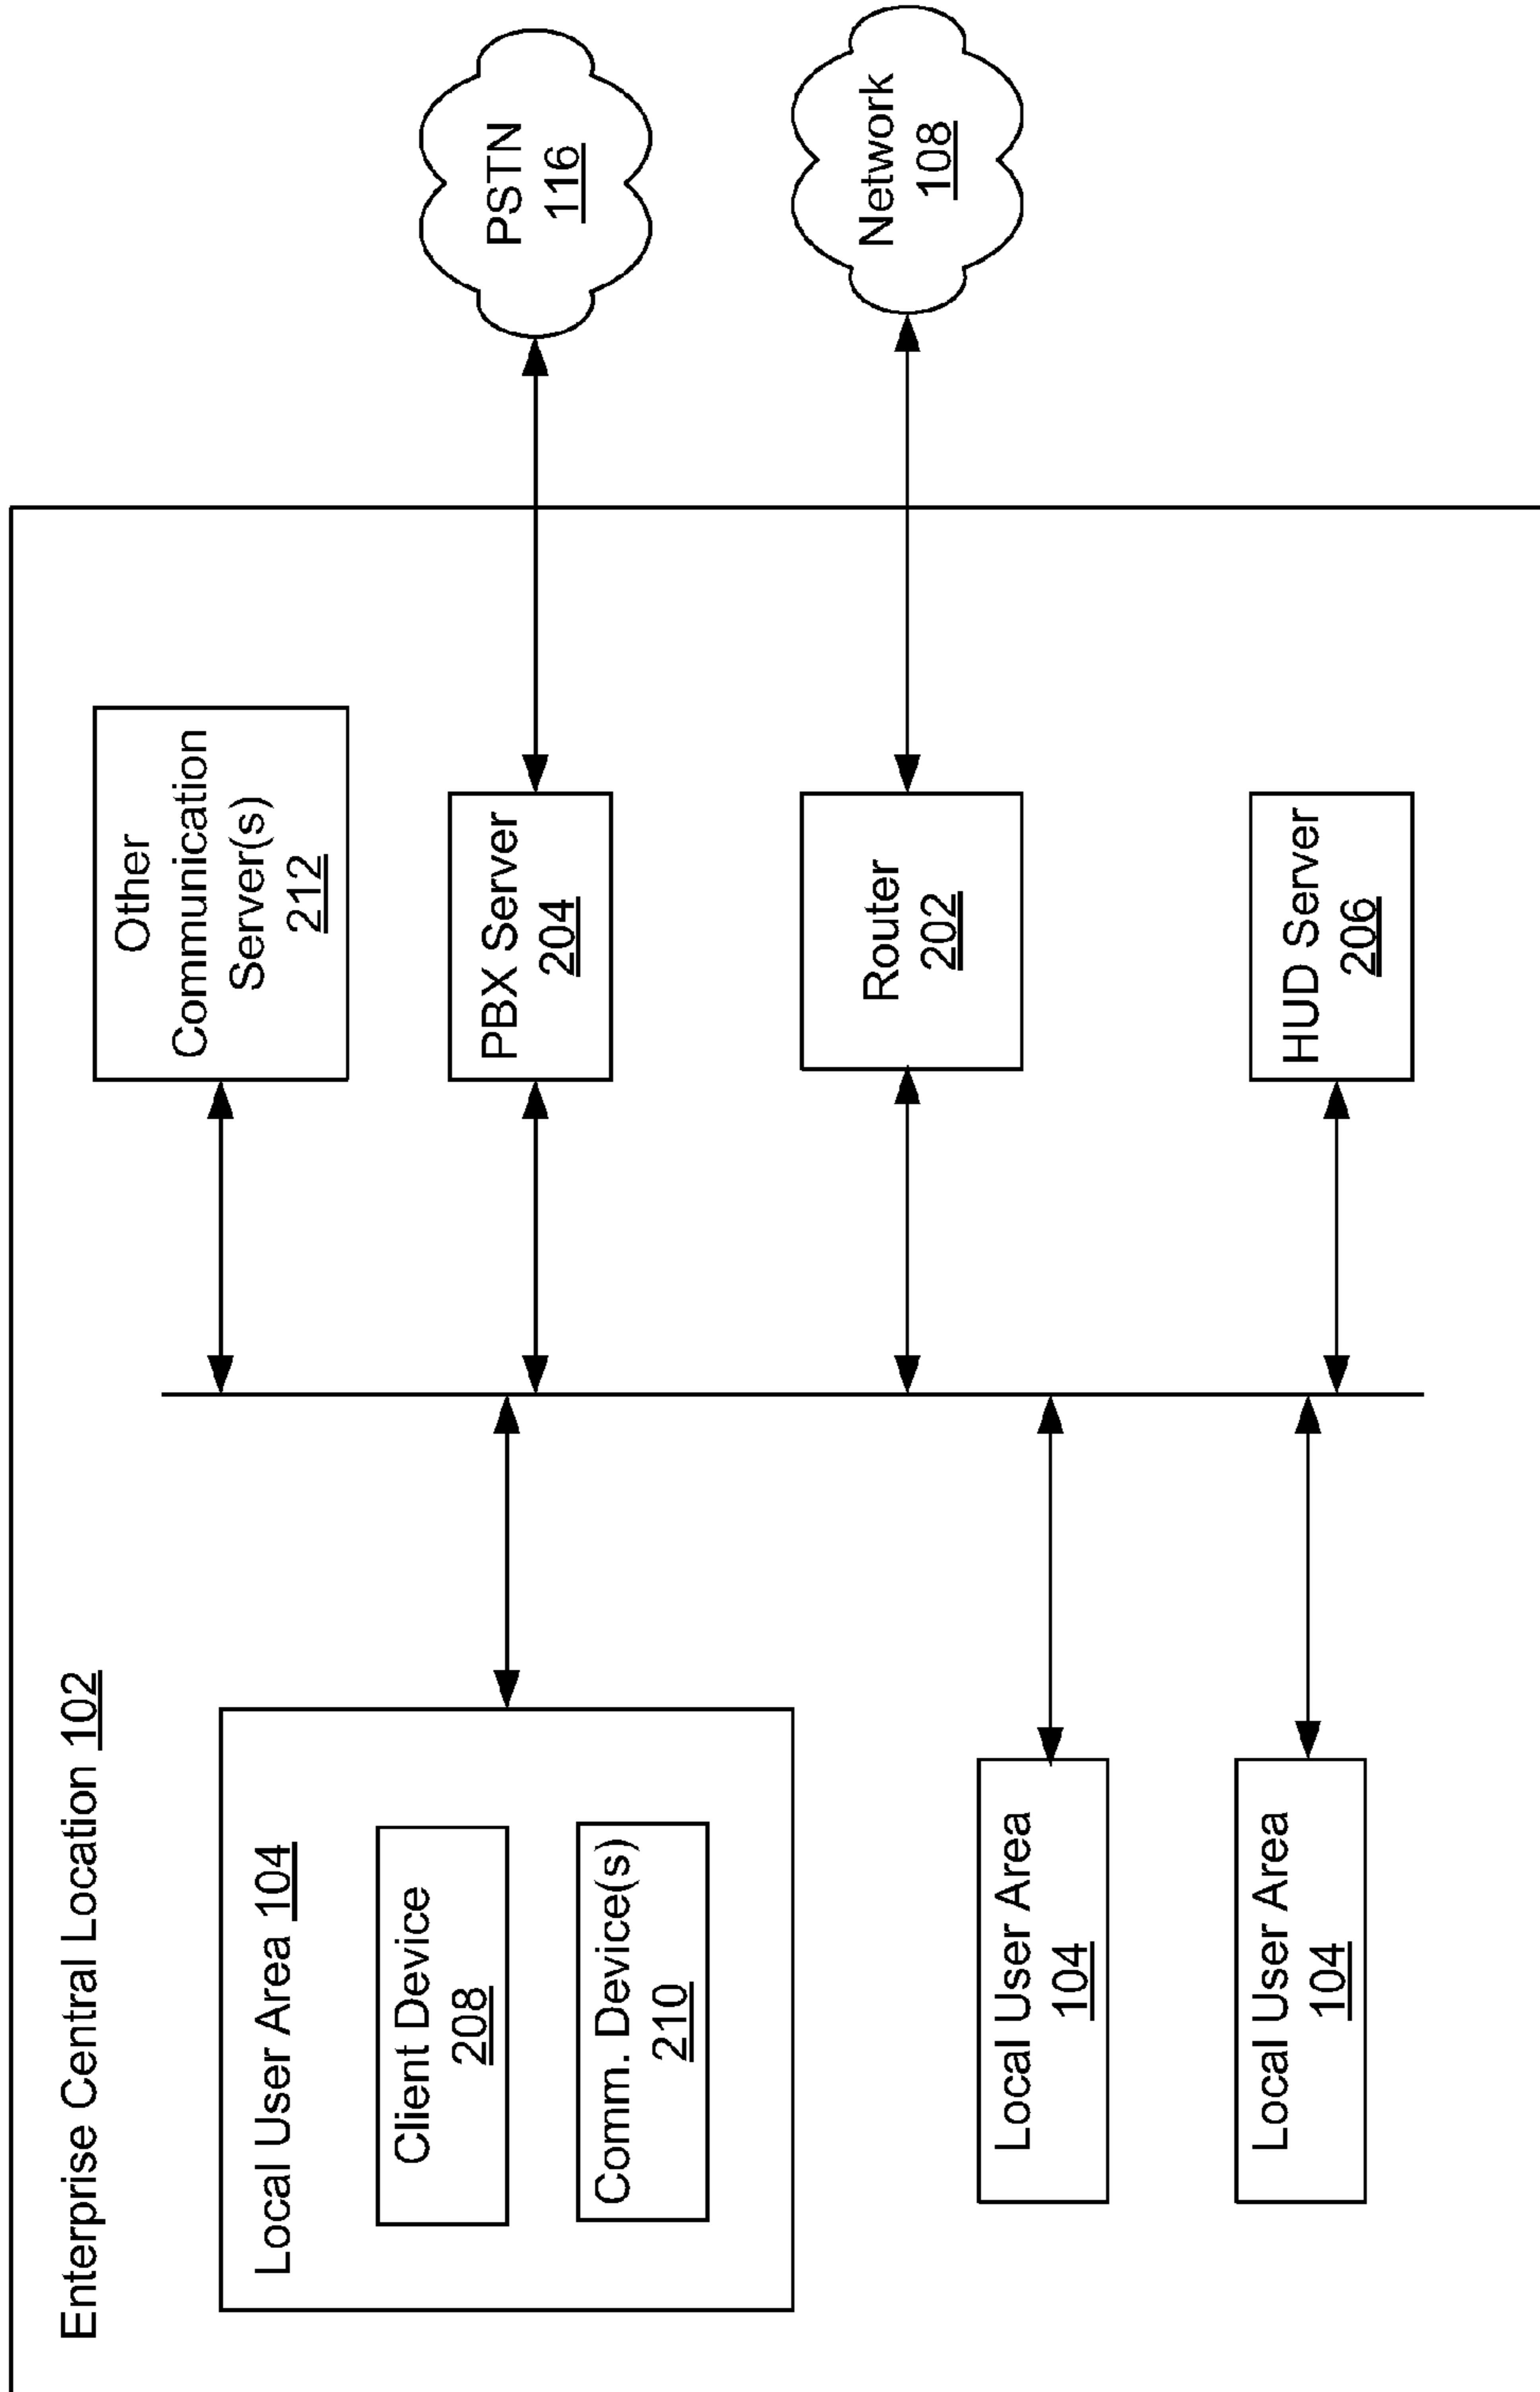 Enterprise Central Location 102
Local User Area 104
Client Device
208
Comm. Device(s)
210
Local User Area
104
Local User Area
104
Other
Communication
Server(s)
212
PBX Server
204
Router
202
HUD Server
206
PSTN
116
Network
108